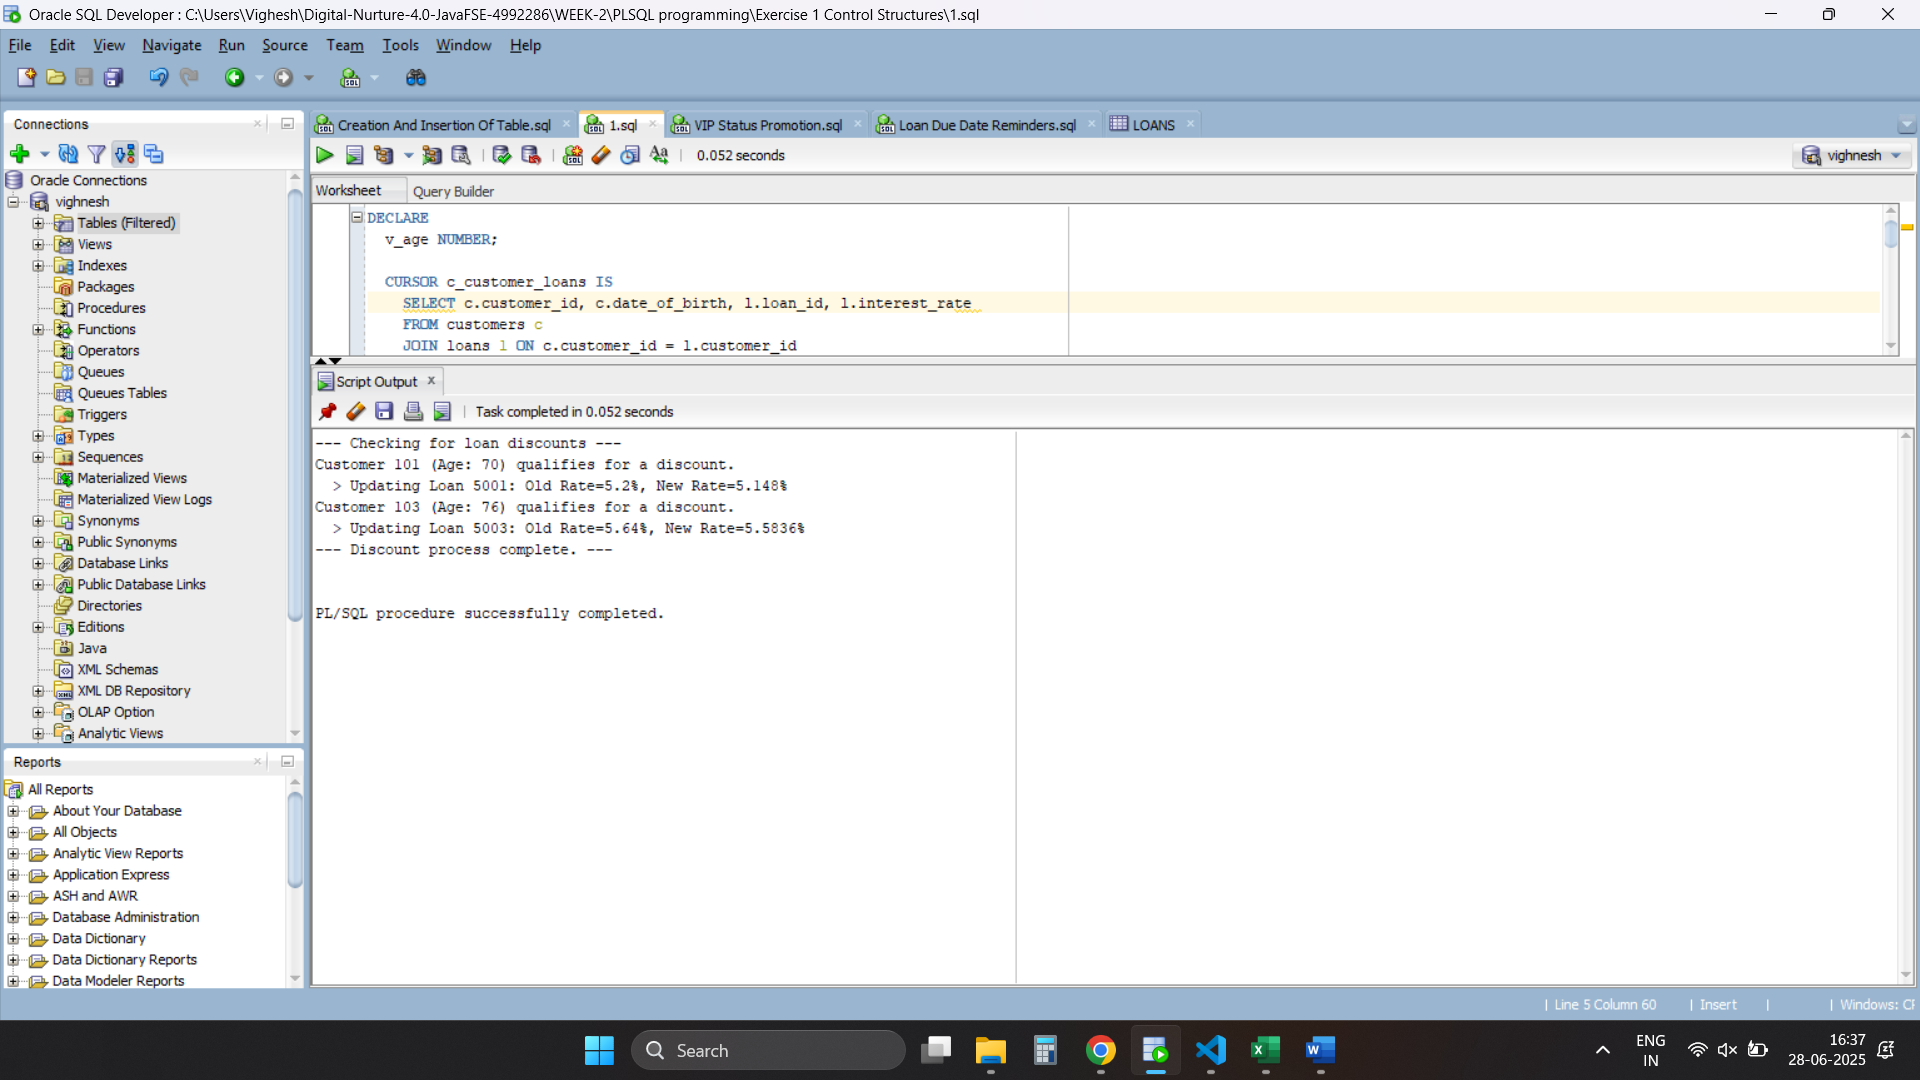 Oracle SQL Developer : C:\Users\Vighesh\Digital-Nurture-4.0-JavaFSE-4992286\WEEK-2\PLSQL programming\Exercise 1 Control Structures\1.sql
File Edit View Navigate Run Source Team Tools Window Help
Connections
Oracle Connections
vighnesh
Tables (Filtered)
Views
Indexes
Packages
Procedures
Functions
Operators
Queues
Queues Tables
Triggers
Types
Sequences
Materialized Views
Materialized View Logs
Synonyms
Public Synonyms
Database Links
Public Database Links
Directories
Editions
Java
XML Schemas
XML DB Repository
OLAP Option
Analytic Views
Reports
All Reports
About Your Database
All Objects
Analytic View Reports
Application Express
ASH and AWR
Database Administration
Data Dictionary
Data Dictionary Reports
Data Modeler Reports
Creation And Insertion Of Table.sql 1.sql VIP Status Promotion.sql Loan Due Date Reminders.sql LOANS
0.052 seconds vighnesh
Worksheet Query Builder
DECLARE
v_age NUMBER;
CURSOR c_customer_loans IS
SELECT c.customer_id, c.date_of_birth, l.loan_id, l.interest_rate
FROM customers c
JOIN loans l ON c.customer_id = l.customer_id
Script Output
Task completed in 0.052 seconds
--- Checking for loan discounts ---
Customer 101 (Age: 70) qualifies for a discount.
> Updating Loan 5001: Old Rate=5.2%, New Rate=5.148%
Customer 103 (Age: 76) qualifies for a discount.
> Updating Loan 5003: Old Rate=5.64%, New Rate=5.5836%
--- Discount process complete. ---
PL/SQL procedure successfully completed.
Line 5 Column 60 Insert Windows: CF
Search
ENG
IN
16:37
28-06-2025